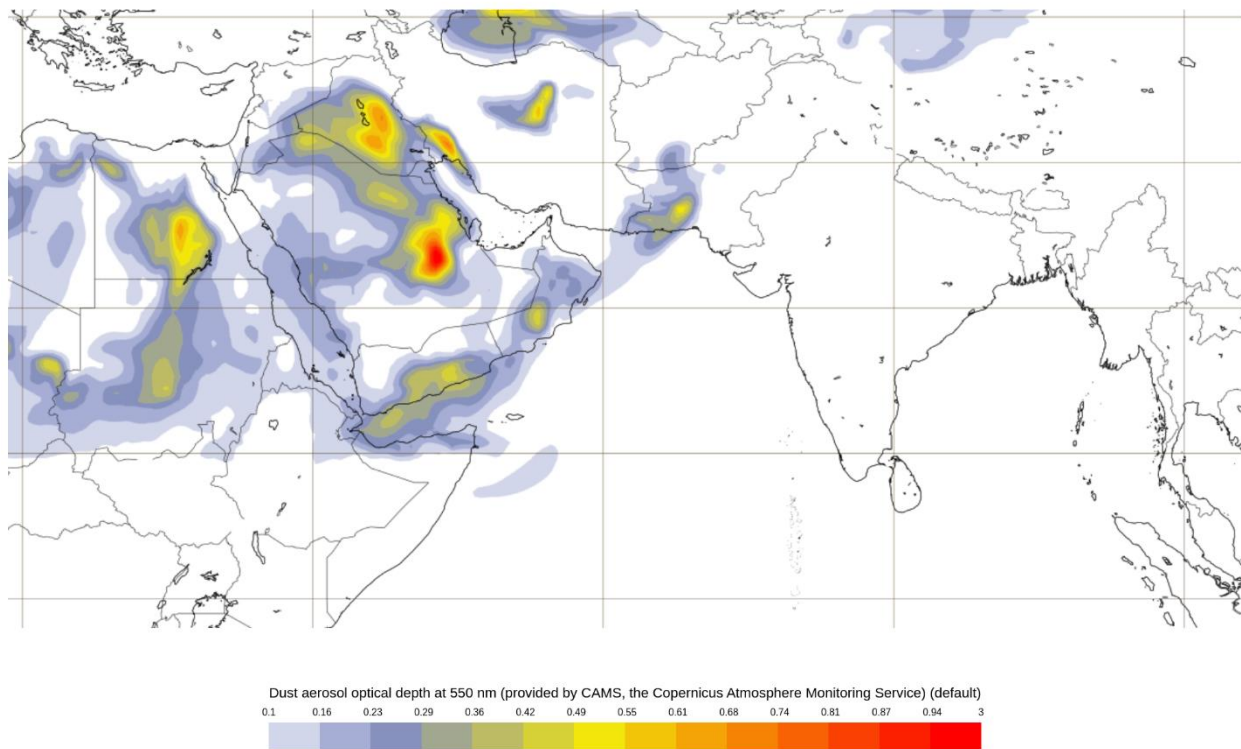 Dust aerosol optical depth at 550 nm (provided by CAMS, the Copernicus Atmosphere Monitoring Service) (default)
0.1 0.16 0.23 0.29 0.36 0.42 0.49 0.55 0.61 0.68 0.74 0.81 0.87 0.94 3